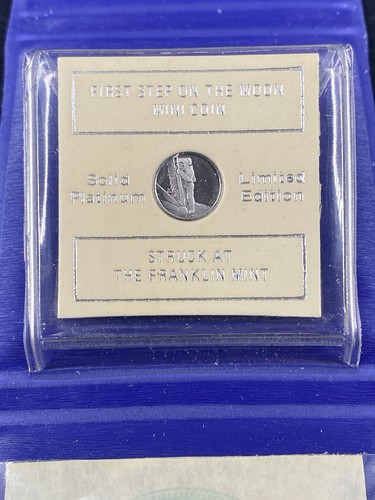 FIRST STEP ON THE MOON
MINI COIN
Solid
Platinum
Limited
Edition
STRUCK AT
THE FRANKLIN MINT